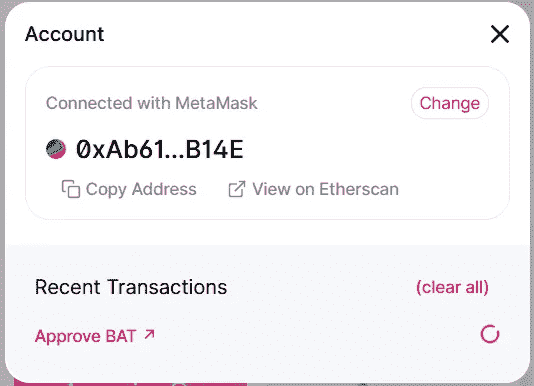 Account
Connected with MetaMask
Change
0xAb61...B14E
Copy Address
View on Etherscan
Recent Transactions
(clear all)
Approve BAT ↗